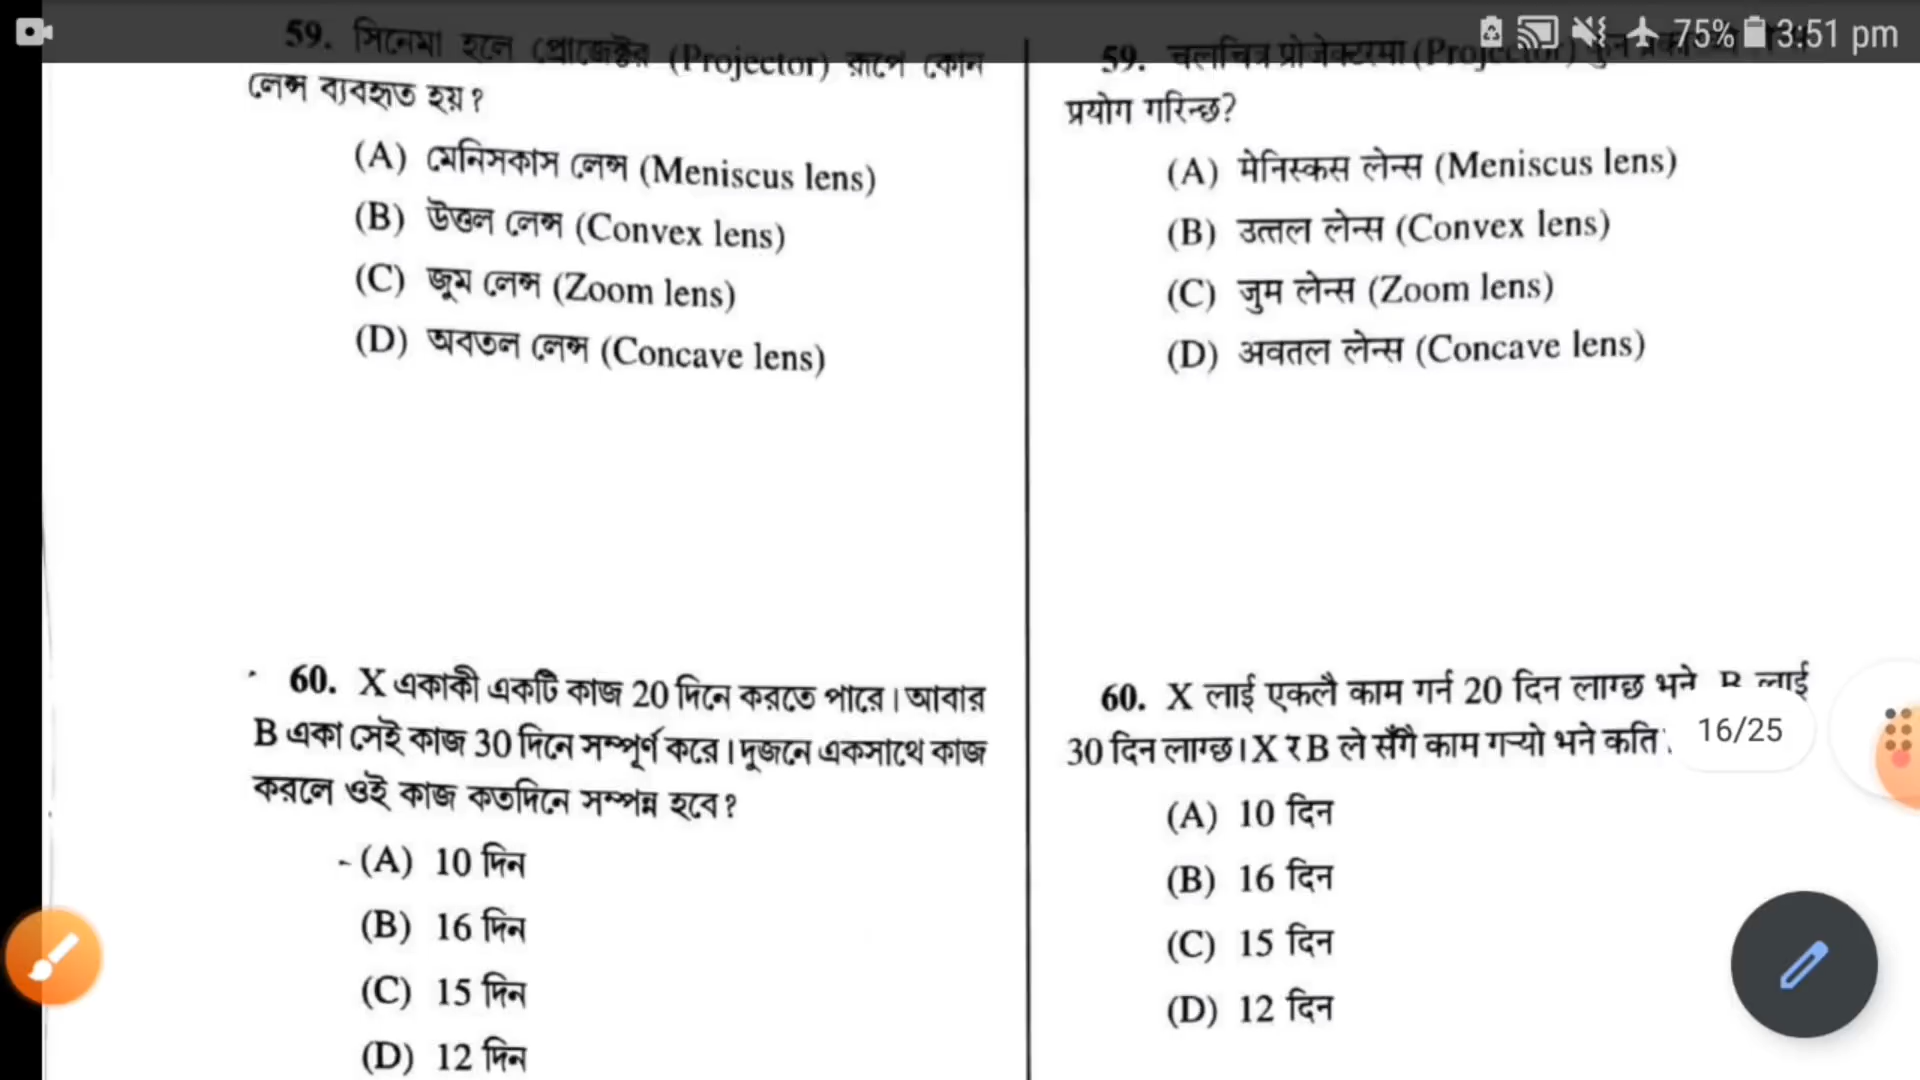 75% 3:51 pm
59. সিনেমা হলে প্রোজেক্টর (Projector) রূপে কোন
লেন্স ব্যবহৃত হয়?
(A) মেনিসকাস লেন্স (Meniscus lens)
(B) উত্তল লেন্স (Convex lens)
(C) জুম লেন্স (Zoom lens)
(D) অবতল লেন্স (Concave lens)
60. X একাকী একটি কাজ 20 দিনে করতে পারে। আবার
B একা সেই কাজ 30 দিনে সম্পূর্ণ করে। দুজনে একসাথে কাজ
করলে ওই কাজ কতদিনে সম্পন্ন হবে?
(A) 10 দিন
(B) 16 দিন
(C) 15 দিন
(D) 12 দিন
59. चलचित्र प्रोजेक्टरमा (Projector)
प्रयोग गरिन्छ?
(A) मेनिस्कस लेन्स (Meniscus lens)
(B) उत्तल लेन्स (Convex lens)
(C) जुम लेन्स (Zoom lens)
(D) अवतल लेन्स (Concave lens)
60. X लाई एकलै काम गर्न 20 दिन लाग्छ भने B लाई
30 दिन लाग्छ। X र B ले सँगै काम गर्‍यो भने कति
16/25
(A) 10 दिन
(B) 16 दिन
(C) 15 दिन
(D) 12 दिन